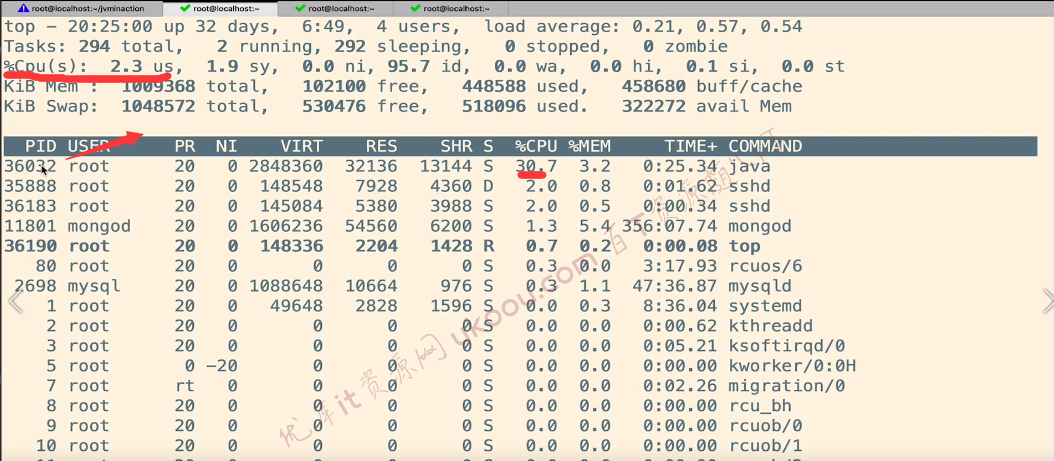 root@localhost:~/jvminaction root@localhost:~ root@localhost:~ root@localhost:~
top - 20:25:00 up 32 days, 6:49, 4 users, load average: 0.21, 0.57, 0.54
Tasks: 294 total, 2 running, 292 sleeping, 0 stopped, 0 zombie
%Cpu(s): 2.3 us, 1.9 sy, 0.0 ni, 95.7 id, 0.0 wa, 0.0 hi, 0.1 si, 0.0 st
KiB Mem : 1009368 total, 102100 free, 448588 used, 458680 buff/cache
KiB Swap: 1048572 total, 530476 free, 518096 used. 322272 avail Mem
PID USER PR NI VIRT RES SHR S %CPU %MEM TIME+ COMMAND
36032 root 20 0 2848360 32136 13144 S 30.7 3.2 0:25.34 java
35888 root 20 0 148548 7928 4360 D 2.0 0.8 0:01.62 sshd
36183 root 20 0 145084 5380 3988 S 2.0 0.5 0:00.34 sshd
11801 mongod 20 0 1606236 54560 6200 S 1.3 5.4 356:07.74 mongod
36190 root 20 0 148336 2204 1428 R 0.7 0.2 0:00.08 top
80 root 20 0 0 0 0 S 0.3 0.0 3:17.93 rcuos/6
2698 mysql 20 0 1088648 10664 976 S 0.3 1.1 47:36.87 mysqld
1 root 20 0 49648 2828 1596 S 0.0 0.3 8:36.04 systemd
2 root 20 0 0 0 0 S 0.0 0.0 0:00.62 kthreadd
3 root 20 0 0 0 0 S 0.0 0.0 0:05.21 ksoftirqd/0
5 root 0 -20 0 0 0 S 0.0 0.0 0:00.00 kworker/0:0H
7 root rt 0 0 0 0 S 0.0 0.0 0:02.26 migration/0
8 root 20 0 0 0 0 S 0.0 0.0 0:00.00 rcu_bh
9 root 20 0 0 0 0 S 0.0 0.0 0:00.00 rcuob/0
10 root 20 0 0 0 0 S 0.0 0.0 0:00.00 rcuob/1
优库it资源网 ukoou.com